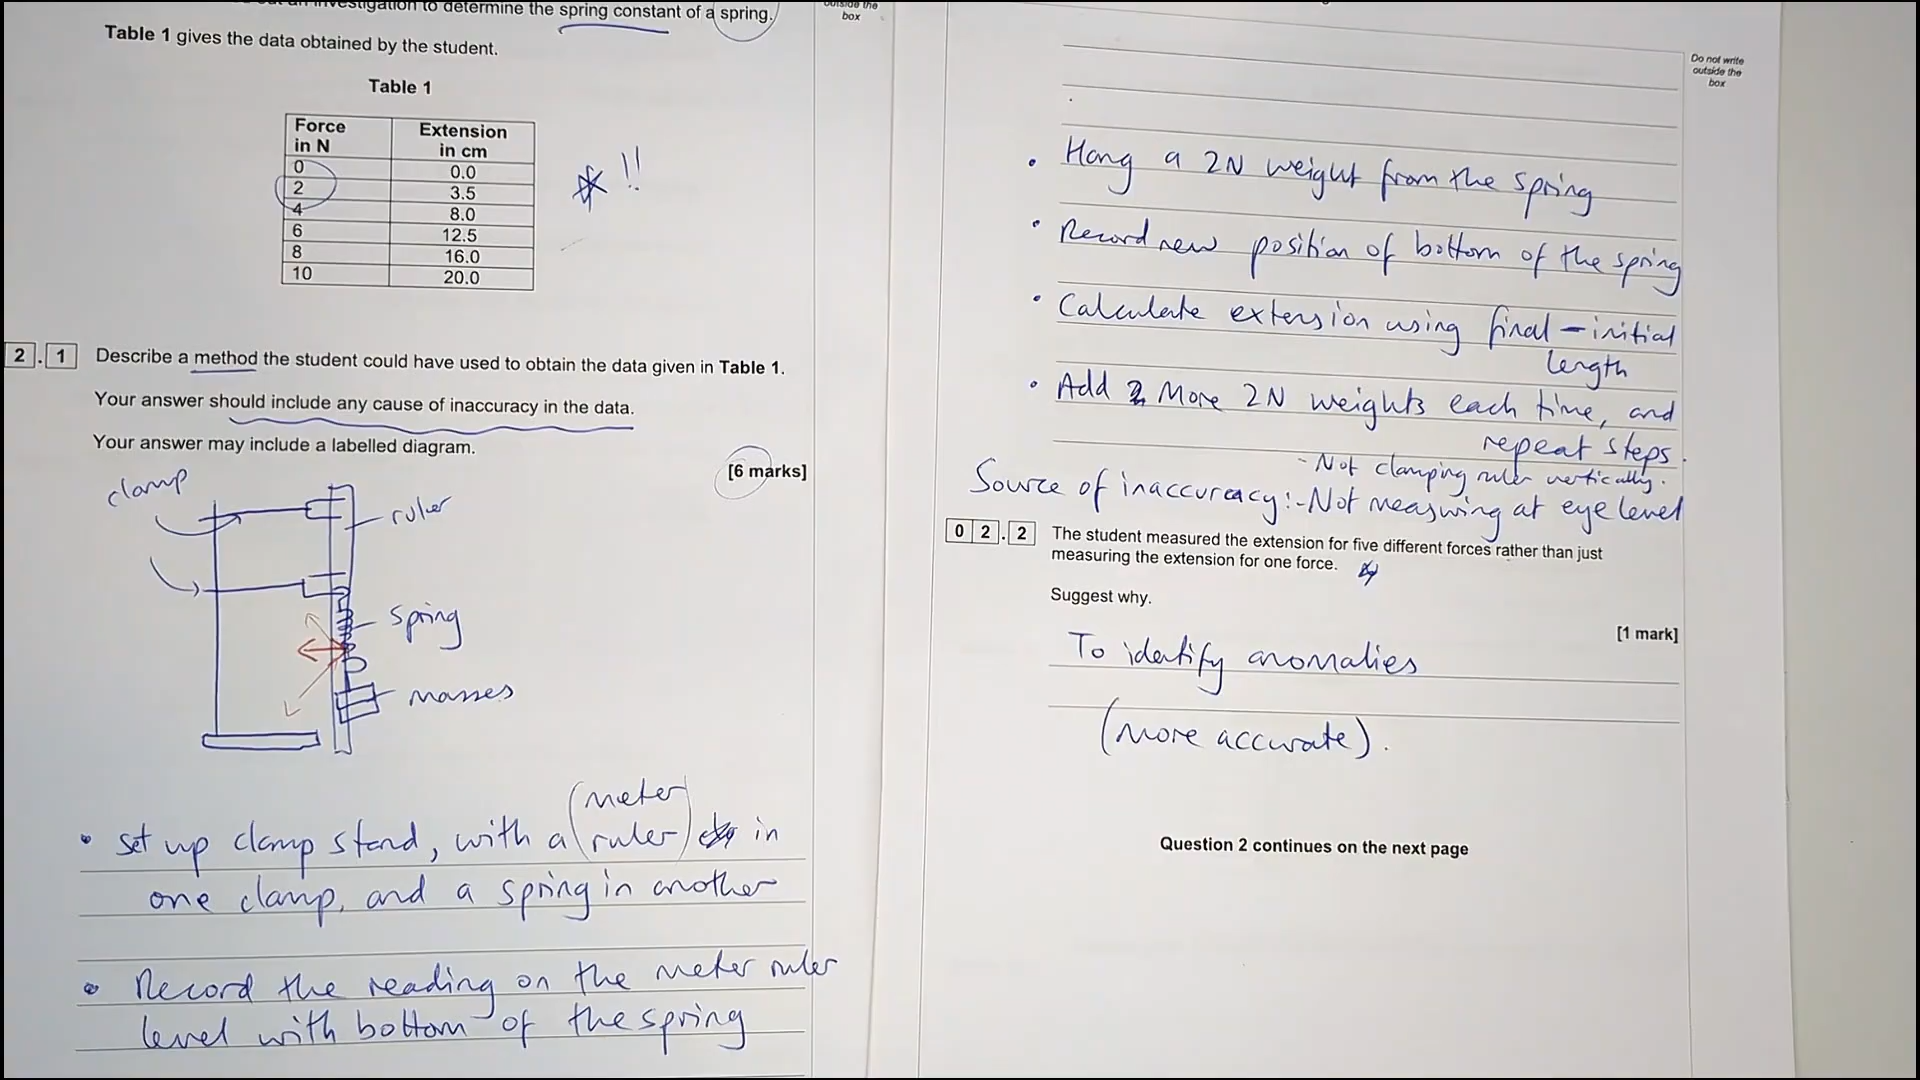 investigation to determine the spring constant of a spring.
Table 1 gives the data obtained by the student.
Table 1
Force in N Extension in cm
0 0.0
2 3.5
4 8.0
6 12.5
8 16.0
10 20.0
* !!
2 . 1 Describe a method the student could have used to obtain the data given in Table 1.
Your answer should include any cause of inaccuracy in the data.
Your answer may include a labelled diagram.
[6 marks]
clamp
ruler
spring
masses
(meter
• set up clamp stand, with a ruler) in
one clamp, and a spring in another
• Record the reading on the meter ruler
level with bottom of the spring
outside the
box
Do not write
outside the
box
• Hang a 2N weight from the spring
• Record new position of bottom of the spring
• Calculate extension using final - initial
length
• Add More 2N weights each time, and
repeat steps.
- Not clamping ruler vertically.
Source of inaccuracy: - Not measuring at eye level
0 2 . 2 The student measured the extension for five different forces rather than just
measuring the extension for one force.
Suggest why.
[1 mark]
To identify anomalies
(more accurate).
Question 2 continues on the next page